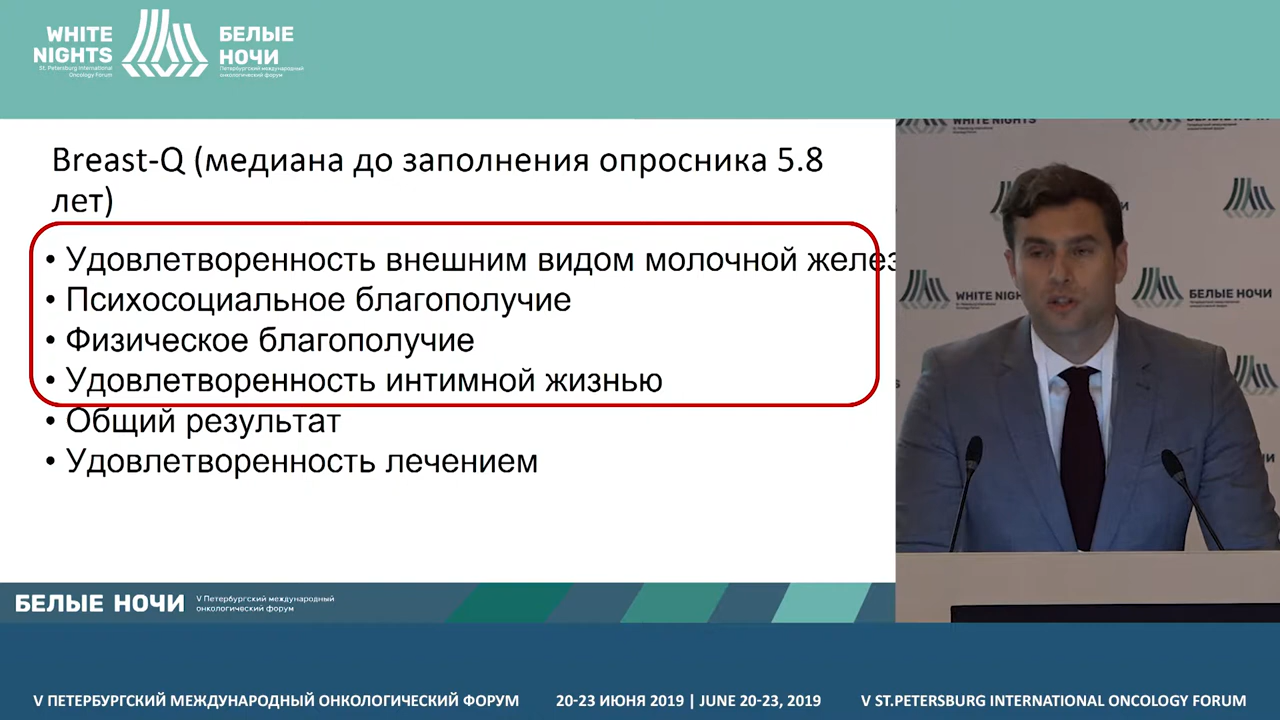 WHITE
NIGHTS
St. Petersburg International
Oncology Forum
БЕЛЫЕ
НОЧИ
Петербургский международный
онкологический форум
Breast-Q (медиана до заполнения опросника 5.8
лет)
• Удовлетворенность внешним видом молочной желез
• Психосоциальное благополучие
• Физическое благополучие
• Удовлетворенность интимной жизнью
• Общий результат
• Удовлетворенность лечением
WHITE NIGHTS
WHITE NIGH
БЕЛЫЕ НОЧИ
БЕЛЫЕ НОЧИ
V Петербургский международный
онкологический форум
V ПЕТЕРБУРГСКИЙ МЕЖДУНАРОДНЫЙ ОНКОЛОГИЧЕСКИЙ ФОРУМ
20-23 ИЮНЯ 2019 | JUNE 20-23, 2019
V ST.PETERSBURG INTERNATIONAL ONCOLOGY FORUM